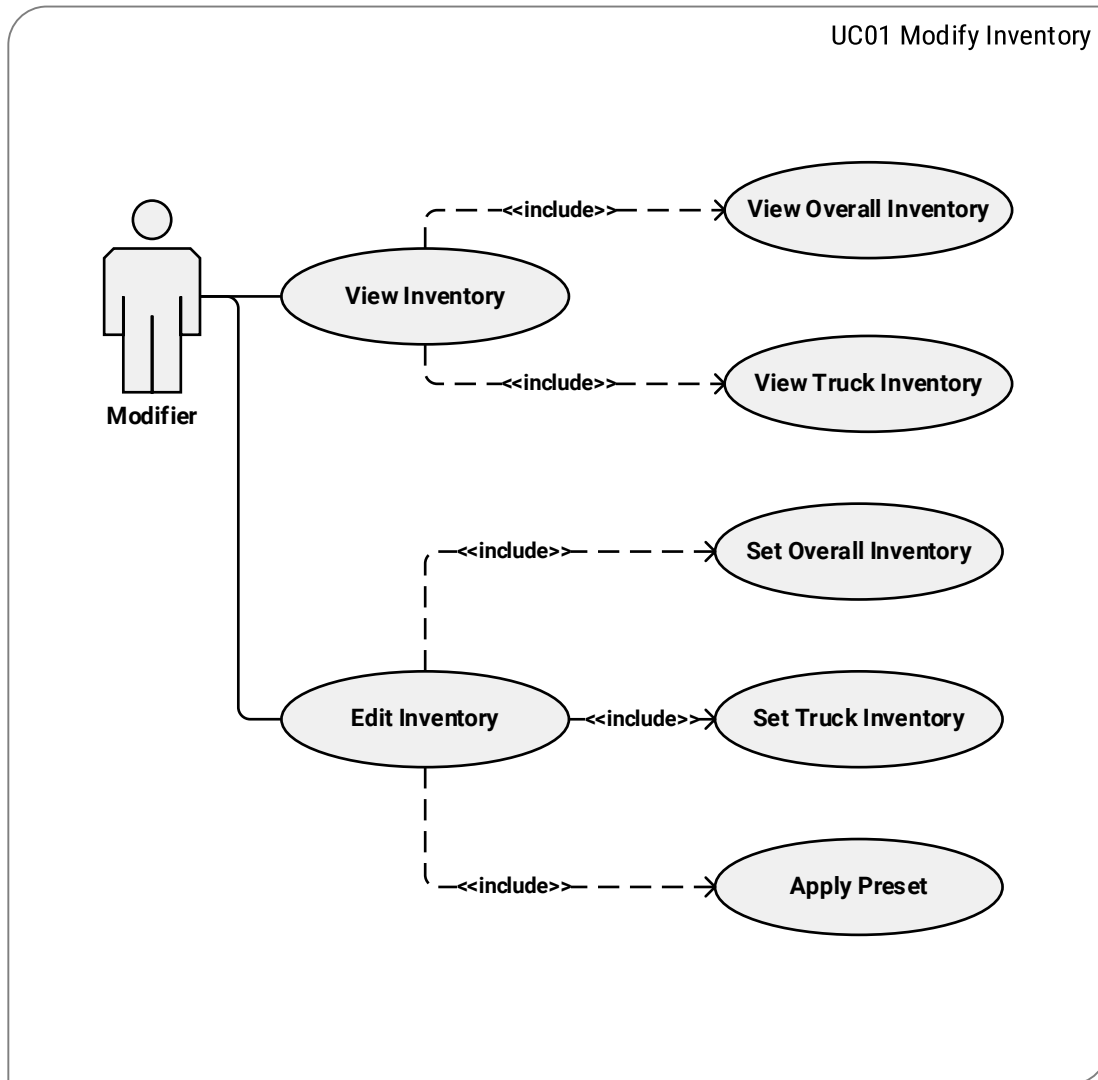 UC01 Modify Inventory
<<include>>
View Overall Inventory
View Inventory
<<include>>
View Truck Inventory
Modifier
<<include>>
Set Overall Inventory
Edit Inventory
<<include>>
Set Truck Inventory
<<include>>
Apply Preset